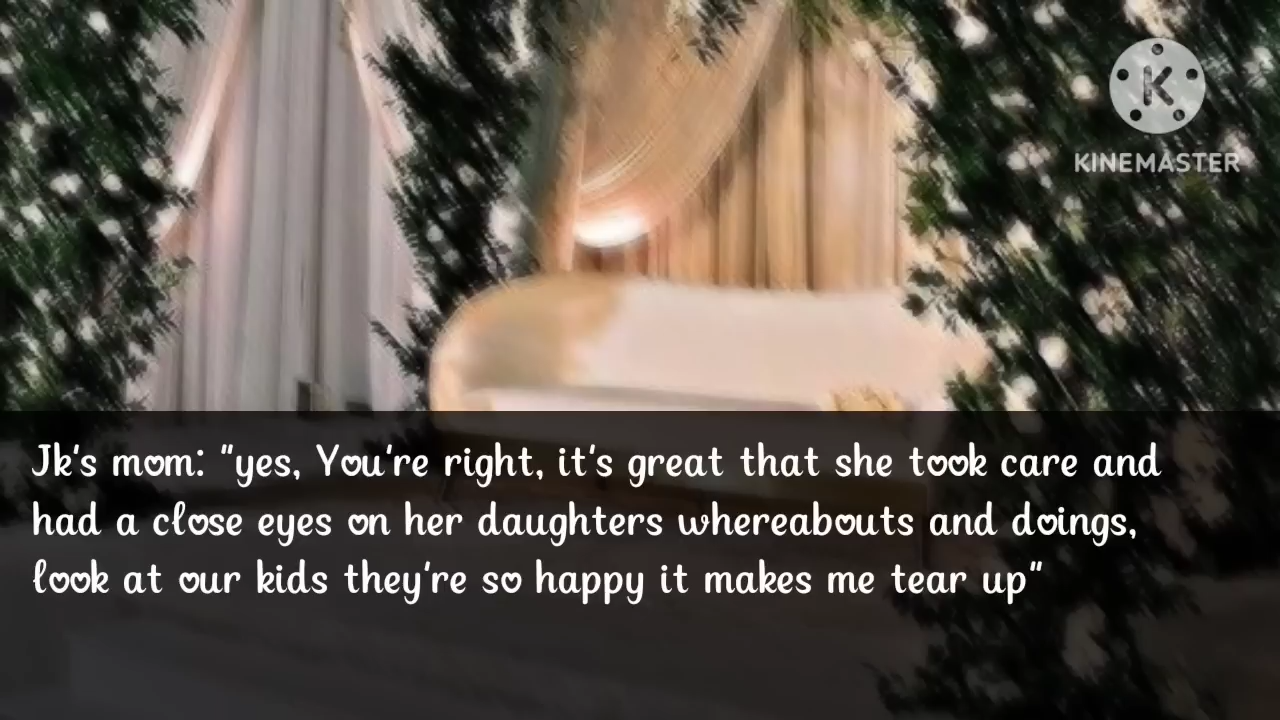 K
KINEMASTER
Jk's mom: "yes, You're right, it's great that she took care and
had a close eyes on her daughters whereabouts and doings,
look at our kids they're so happy it makes me tear up"